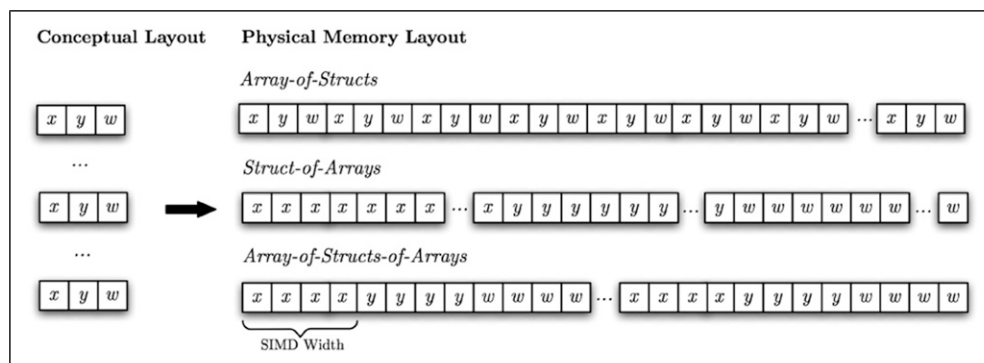 Conceptual Layout Physical Memory Layout
Array-of-Structs
x y w x y w x y w x y w x y w x y w x y w x y w ... x y w
... Struct-of-Arrays
x y w x x x x x x x ... x y y y y y y ... y w w w w w w ... w
... Array-of-Structs-of-Arrays
x y w x x x x y y y y w w w w ... x x x x y y y y w w w w
SIMD Width